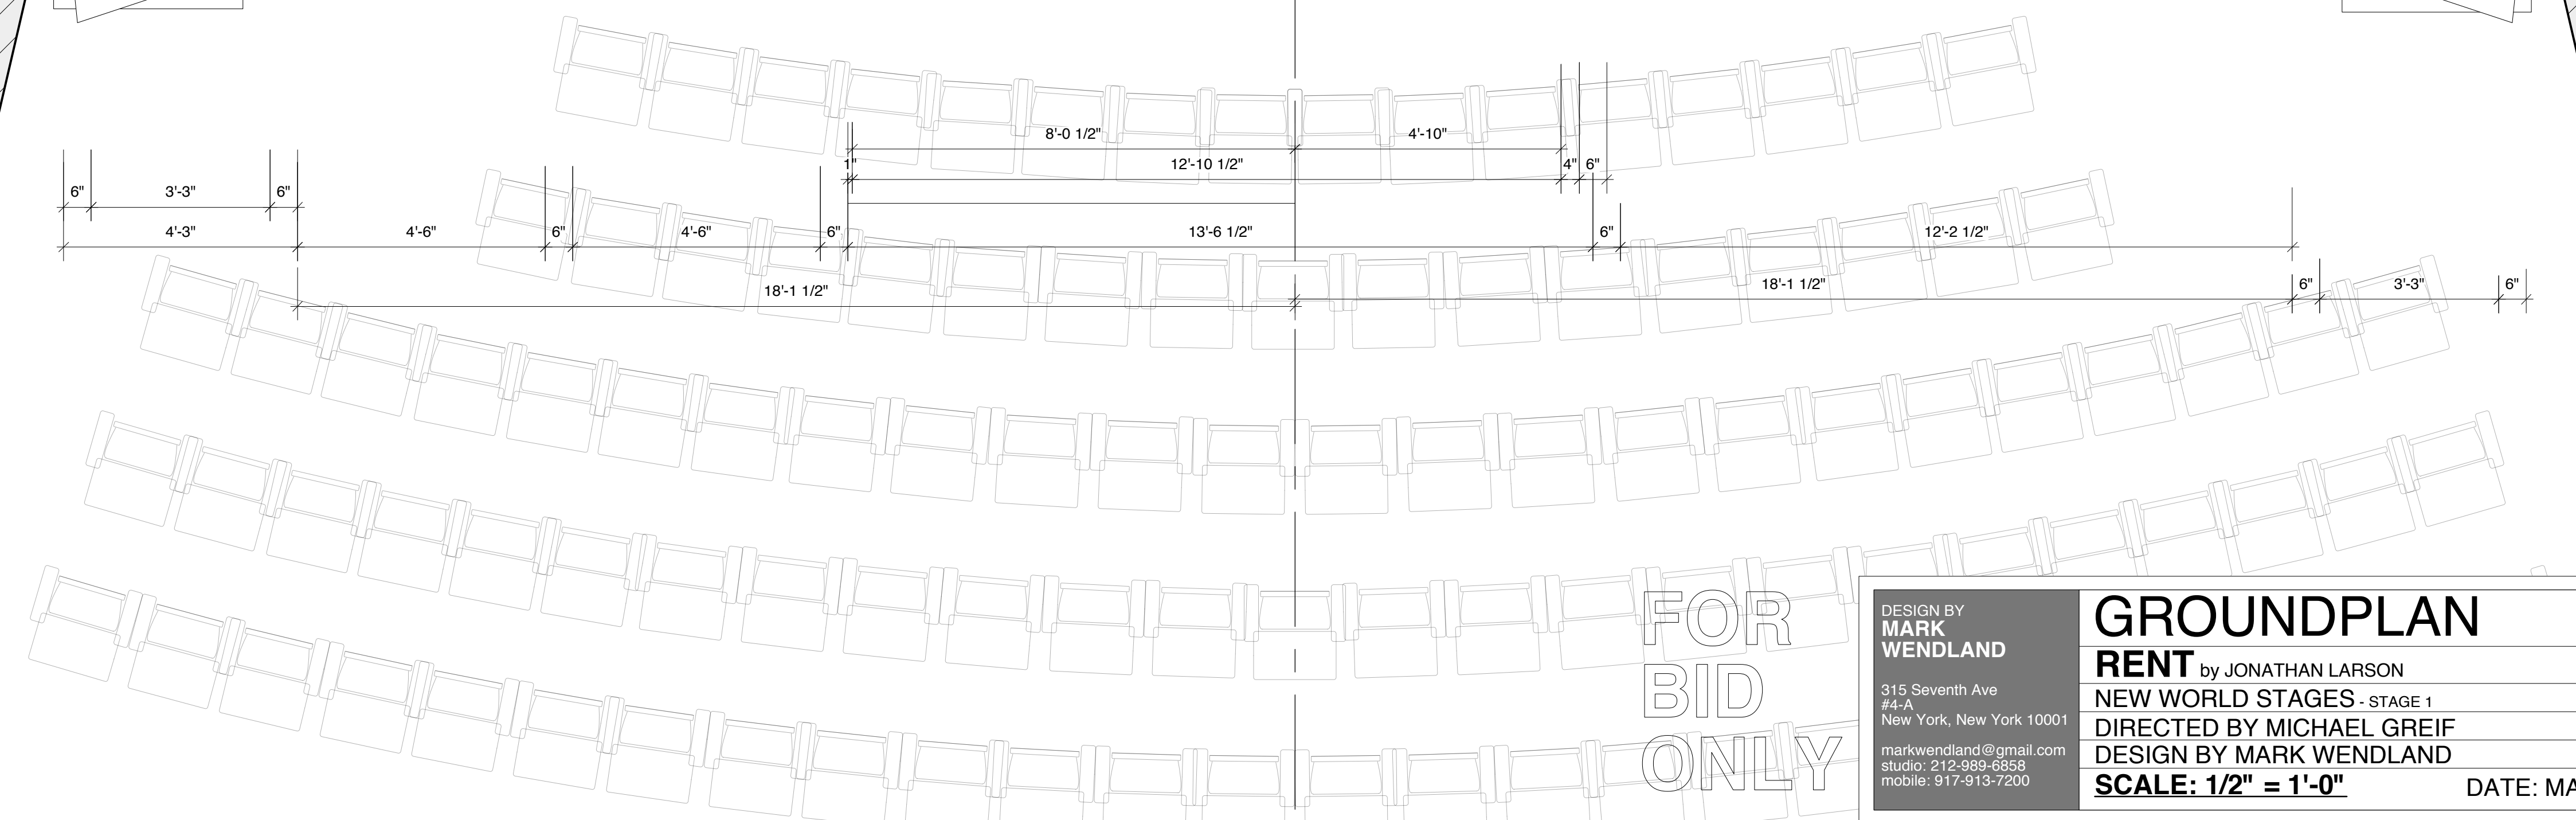 8'-0 1/2" 4'-10"
1" 12'-10 1/2" 4" 6"
6" 3'-3" 6"
4'-3" 4'-6" 6" 4'-6" 6" 13'-6 1/2" 6" 12'-2 1/2"
18'-1 1/2" 18'-1 1/2" 6" 3'-3" 6"
FOR
BID
ONLY
DESIGN BY
MARK
WENDLAND
315 Seventh Ave
#4-A
New York, New York 10001
markwendland@gmail.com
studio: 212-989-6858
mobile: 917-913-7200
GROUNDPLAN
RENT by JONATHAN LARSON
NEW WORLD STAGES - STAGE 1
DIRECTED BY MICHAEL GREIF
DESIGN BY MARK WENDLAND
SCALE: 1/2" = 1'-0" DATE: MA